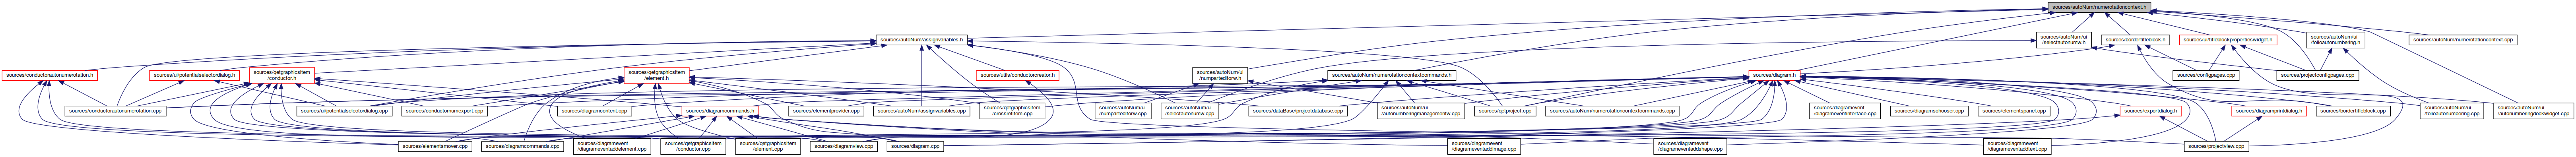 sources/autoNum/numerotationcontext.h
sources/autoNum/assignvariables.h
sources/autoNum/ui
/selectautonumw.h
sources/bordertitleblock.h
sources/ui/titleblockpropertieswidget.h
sources/autoNum/ui
/folioautonumbering.h
sources/autoNum/numerotationcontext.cpp
sources/conductorautonumerotation.h
sources/ui/potentialselectordialog.h
sources/qetgraphicsitem
/conductor.h
sources/qetgraphicsitem
/element.h
sources/utils/conductorcreator.h
sources/autoNum/ui
/numparteditorw.h
sources/autoNum/numerotationcontextcommands.h
sources/diagram.h
sources/configpages.cpp
sources/projectconfigpages.cpp
sources/conductorautonumerotation.cpp
sources/ui/potentialselectordialog.cpp
sources/conductornumexport.cpp
sources/diagramcontent.cpp
sources/diagramcommands.h
sources/elementprovider.cpp
sources/autoNum/assignvariables.cpp
sources/qetgraphicsitem
/crossrefitem.cpp
sources/autoNum/ui
/numparteditorw.cpp
sources/autoNum/ui
/selectautonumw.cpp
sources/dataBase/projectdatabase.cpp
sources/autoNum/ui
/autonumberingmanagementw.cpp
sources/qetproject.cpp
sources/autoNum/numerotationcontextcommands.cpp
sources/diagramevent
/diagrameventinterface.cpp
sources/diagramschooser.cpp
sources/elementspanel.cpp
sources/exportdialog.h
sources/diagramprintdialog.h
sources/bordertitleblock.cpp
sources/autoNum/ui
/folioautonumbering.cpp
sources/autoNum/ui
/autonumberingdockwidget.cpp
sources/elementsmover.cpp
sources/diagramcommands.cpp
sources/diagramevent
/diagrameventaddelement.cpp
sources/qetgraphicsitem
/conductor.cpp
sources/qetgraphicsitem
/element.cpp
sources/diagramview.cpp
sources/diagram.cpp
sources/diagramevent
/diagrameventaddimage.cpp
sources/diagramevent
/diagrameventaddshape.cpp
sources/diagramevent
/diagrameventaddtext.cpp
sources/projectview.cpp